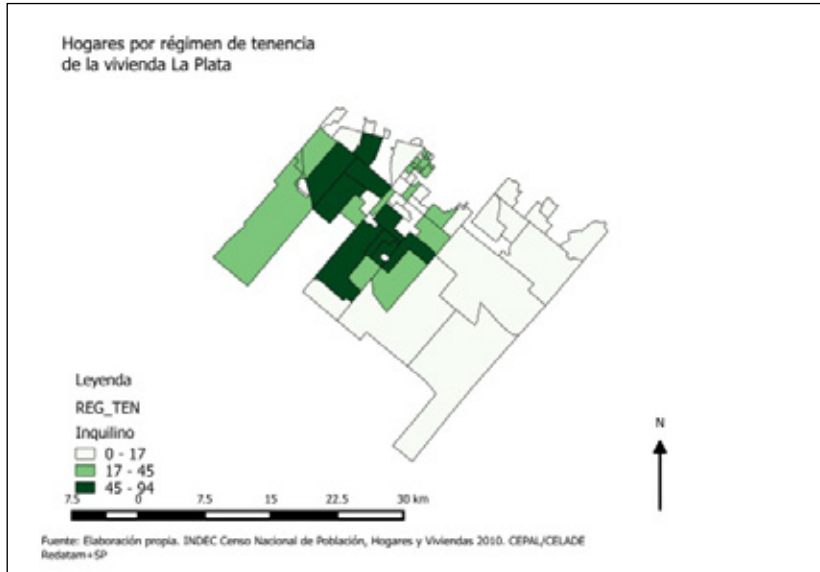 Hogares por régimen de tenencia
de la vivienda La Plata
N
Leyenda
REG_TEN
Inquilino
0 - 17
17 - 45
45 - 94
7.5 0 7.5 15 22.5 30 km
Fuente: Elaboración propia. INDEC Censo Nacional de Población, Hogares y Viviendas 2010. CEPAL/CELADE
Redatam+SP